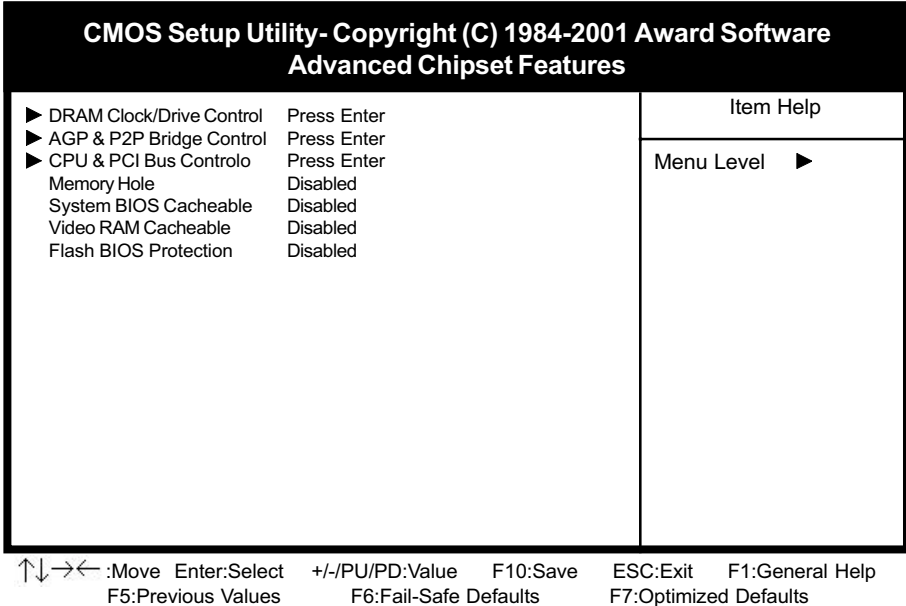 CMOS Setup Utility- Copyright (C) 1984-2001 Award Software
Advanced Chipset Features
▶ DRAM Clock/Drive Control Press Enter
▶ AGP & P2P Bridge Control Press Enter
▶ CPU & PCI Bus Controlo Press Enter
Memory Hole Disabled
System BIOS Cacheable Disabled
Video RAM Cacheable Disabled
Flash BIOS Protection Disabled
Item Help
Menu Level ▶
↑↓→← :Move Enter:Select +/-/PU/PD:Value F10:Save ESC:Exit F1:General Help
F5:Previous Values F6:Fail-Safe Defaults F7:Optimized Defaults